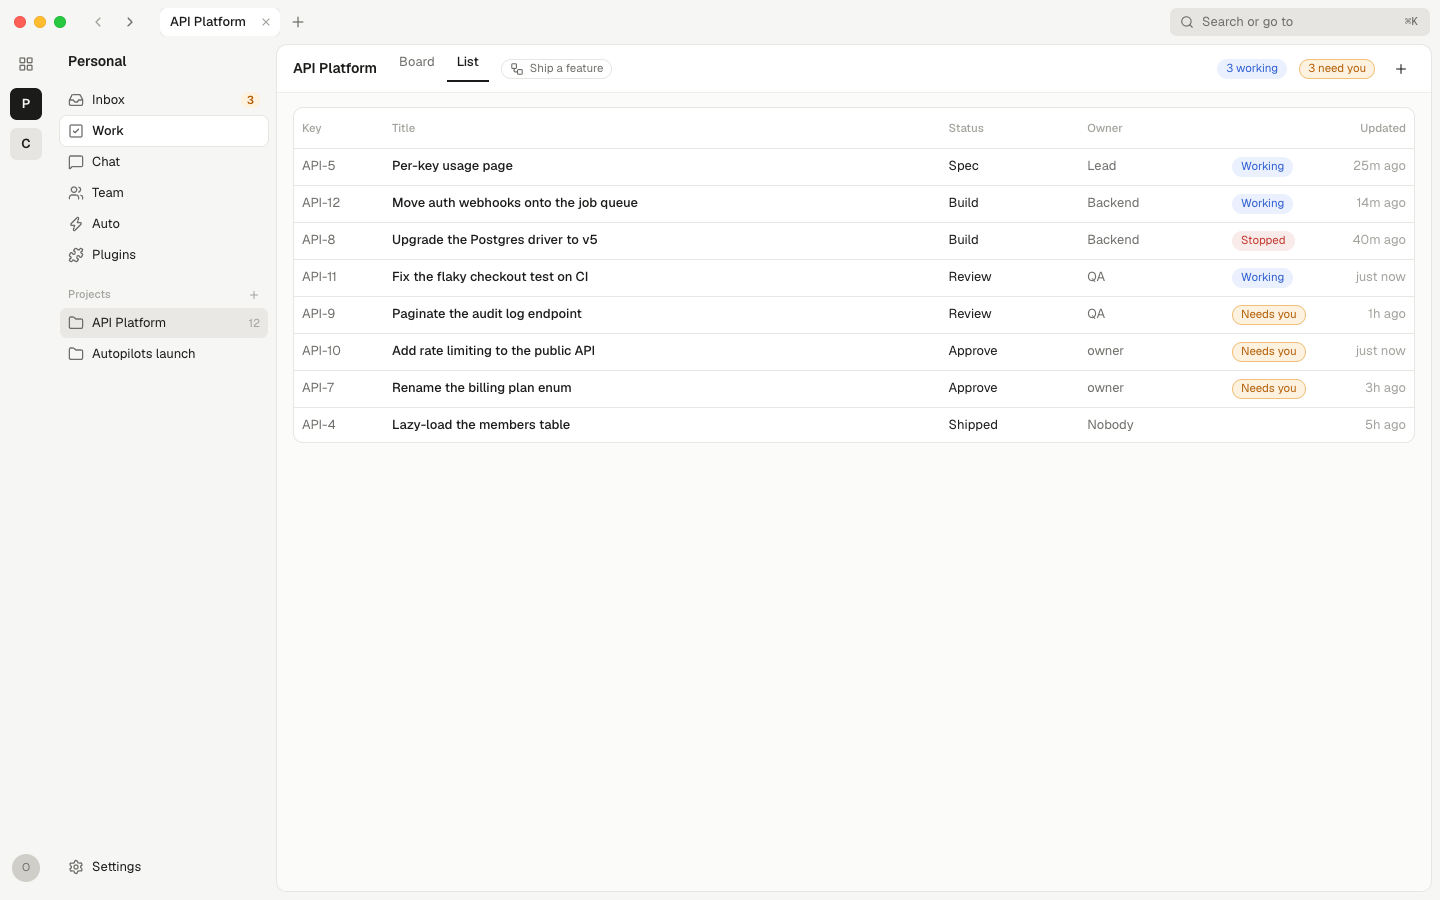 API Platform
Search or go to ⌘K
Personal
P
C
Inbox 3
Work
Chat
Team
Auto
Plugins
Projects
API Platform 12
Autopilots launch
Settings
O
API Platform Board List Ship a feature 3 working 3 need you
Key Title Status Owner Updated
API-5 Per-key usage page Spec Lead Working 25m ago
API-12 Move auth webhooks onto the job queue Build Backend Working 14m ago
API-8 Upgrade the Postgres driver to v5 Build Backend Stopped 40m ago
API-11 Fix the flaky checkout test on CI Review QA Working just now
API-9 Paginate the audit log endpoint Review QA Needs you 1h ago
API-10 Add rate limiting to the public API Approve owner Needs you just now
API-7 Rename the billing plan enum Approve owner Needs you 3h ago
API-4 Lazy-load the members table Shipped Nobody 5h ago